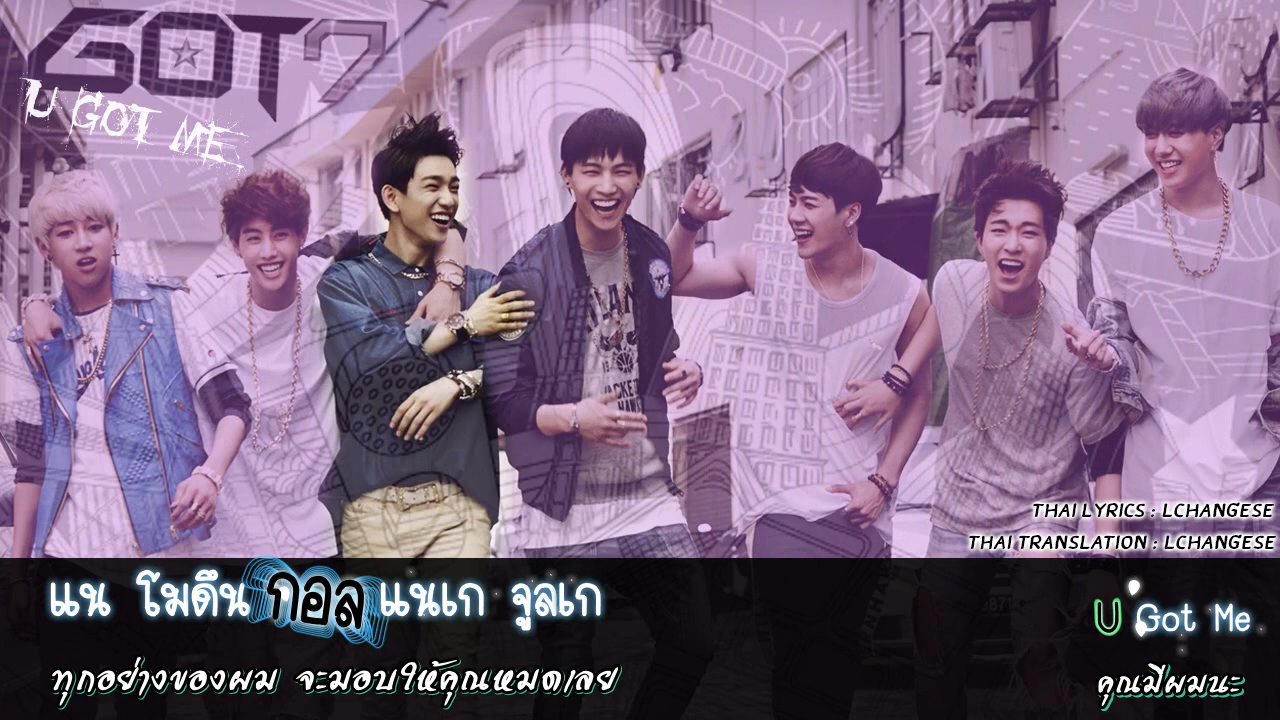 GOT7
U GOT ME
THAI LYRICS : LCHANGESE
THAI TRANSLATION : LCHANGESE
แน โมดึน กอล แนเก จูลเก
U Got Me
ทุกอย่างของผม จะมอบให้คุณหมดเลย
คุณมีผมนะ